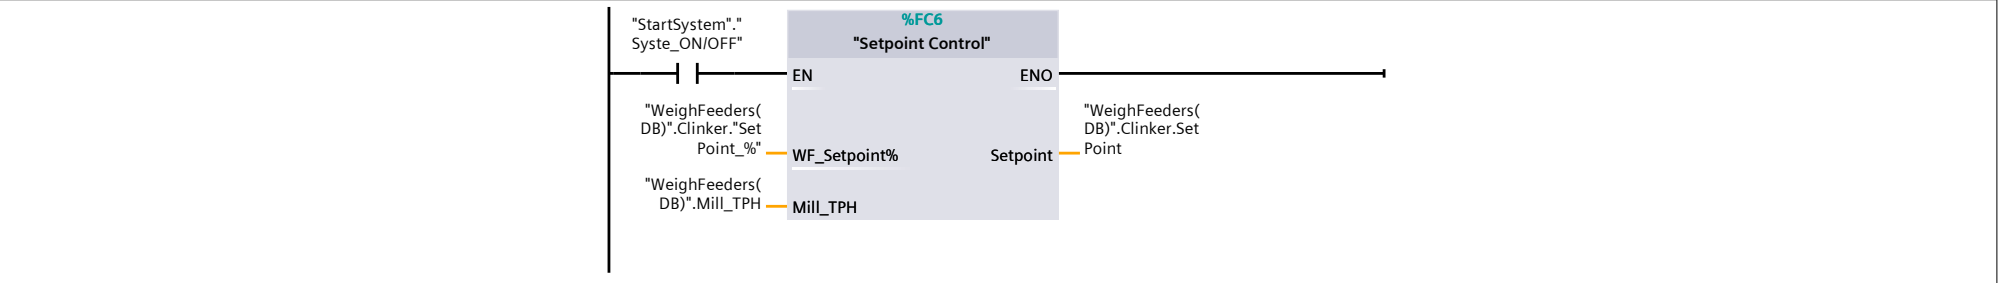 "StartSystem"."
Syste_ON/OFF"
%FC6
"Setpoint Control"
EN
ENO
"WeighFeeders(
DB)".Clinker."Set
Point_%"
WF_Setpoint%
Setpoint
"WeighFeeders(
DB)".Clinker.Set
Point
"WeighFeeders(
DB)".Mill_TPH
Mill_TPH